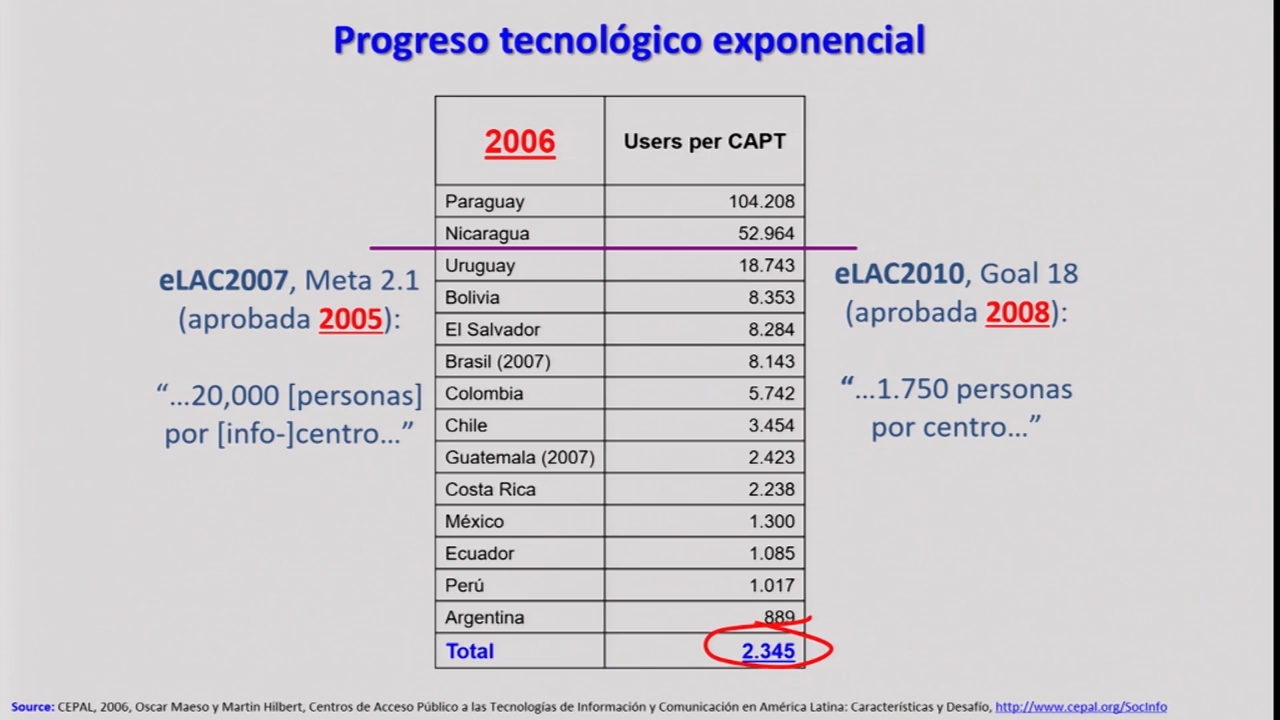 Progreso tecnológico exponencial
2006 Users per CAPT
Paraguay 104.208
Nicaragua 52.964
Uruguay 18.743
Bolivia 8.353
El Salvador 8.284
Brasil (2007) 8.143
Colombia 5.742
Chile 3.454
Guatemala (2007) 2.423
Costa Rica 2.238
México 1.300
Ecuador 1.085
Perú 1.017
Argentina 889
Total 2.345
eLAC2007, Meta 2.1
(aprobada 2005):
“...20,000 [personas]
por [info-]centro...”
eLAC2010, Goal 18
(aprobada 2008):
“...1.750 personas
por centro...”
Source: CEPAL, 2006, Oscar Maeso y Martin Hilbert, Centros de Acceso Público a las Tecnologías de Información y Comunicación en América Latina: Características y Desafío, http://www.cepal.org/SocInfo